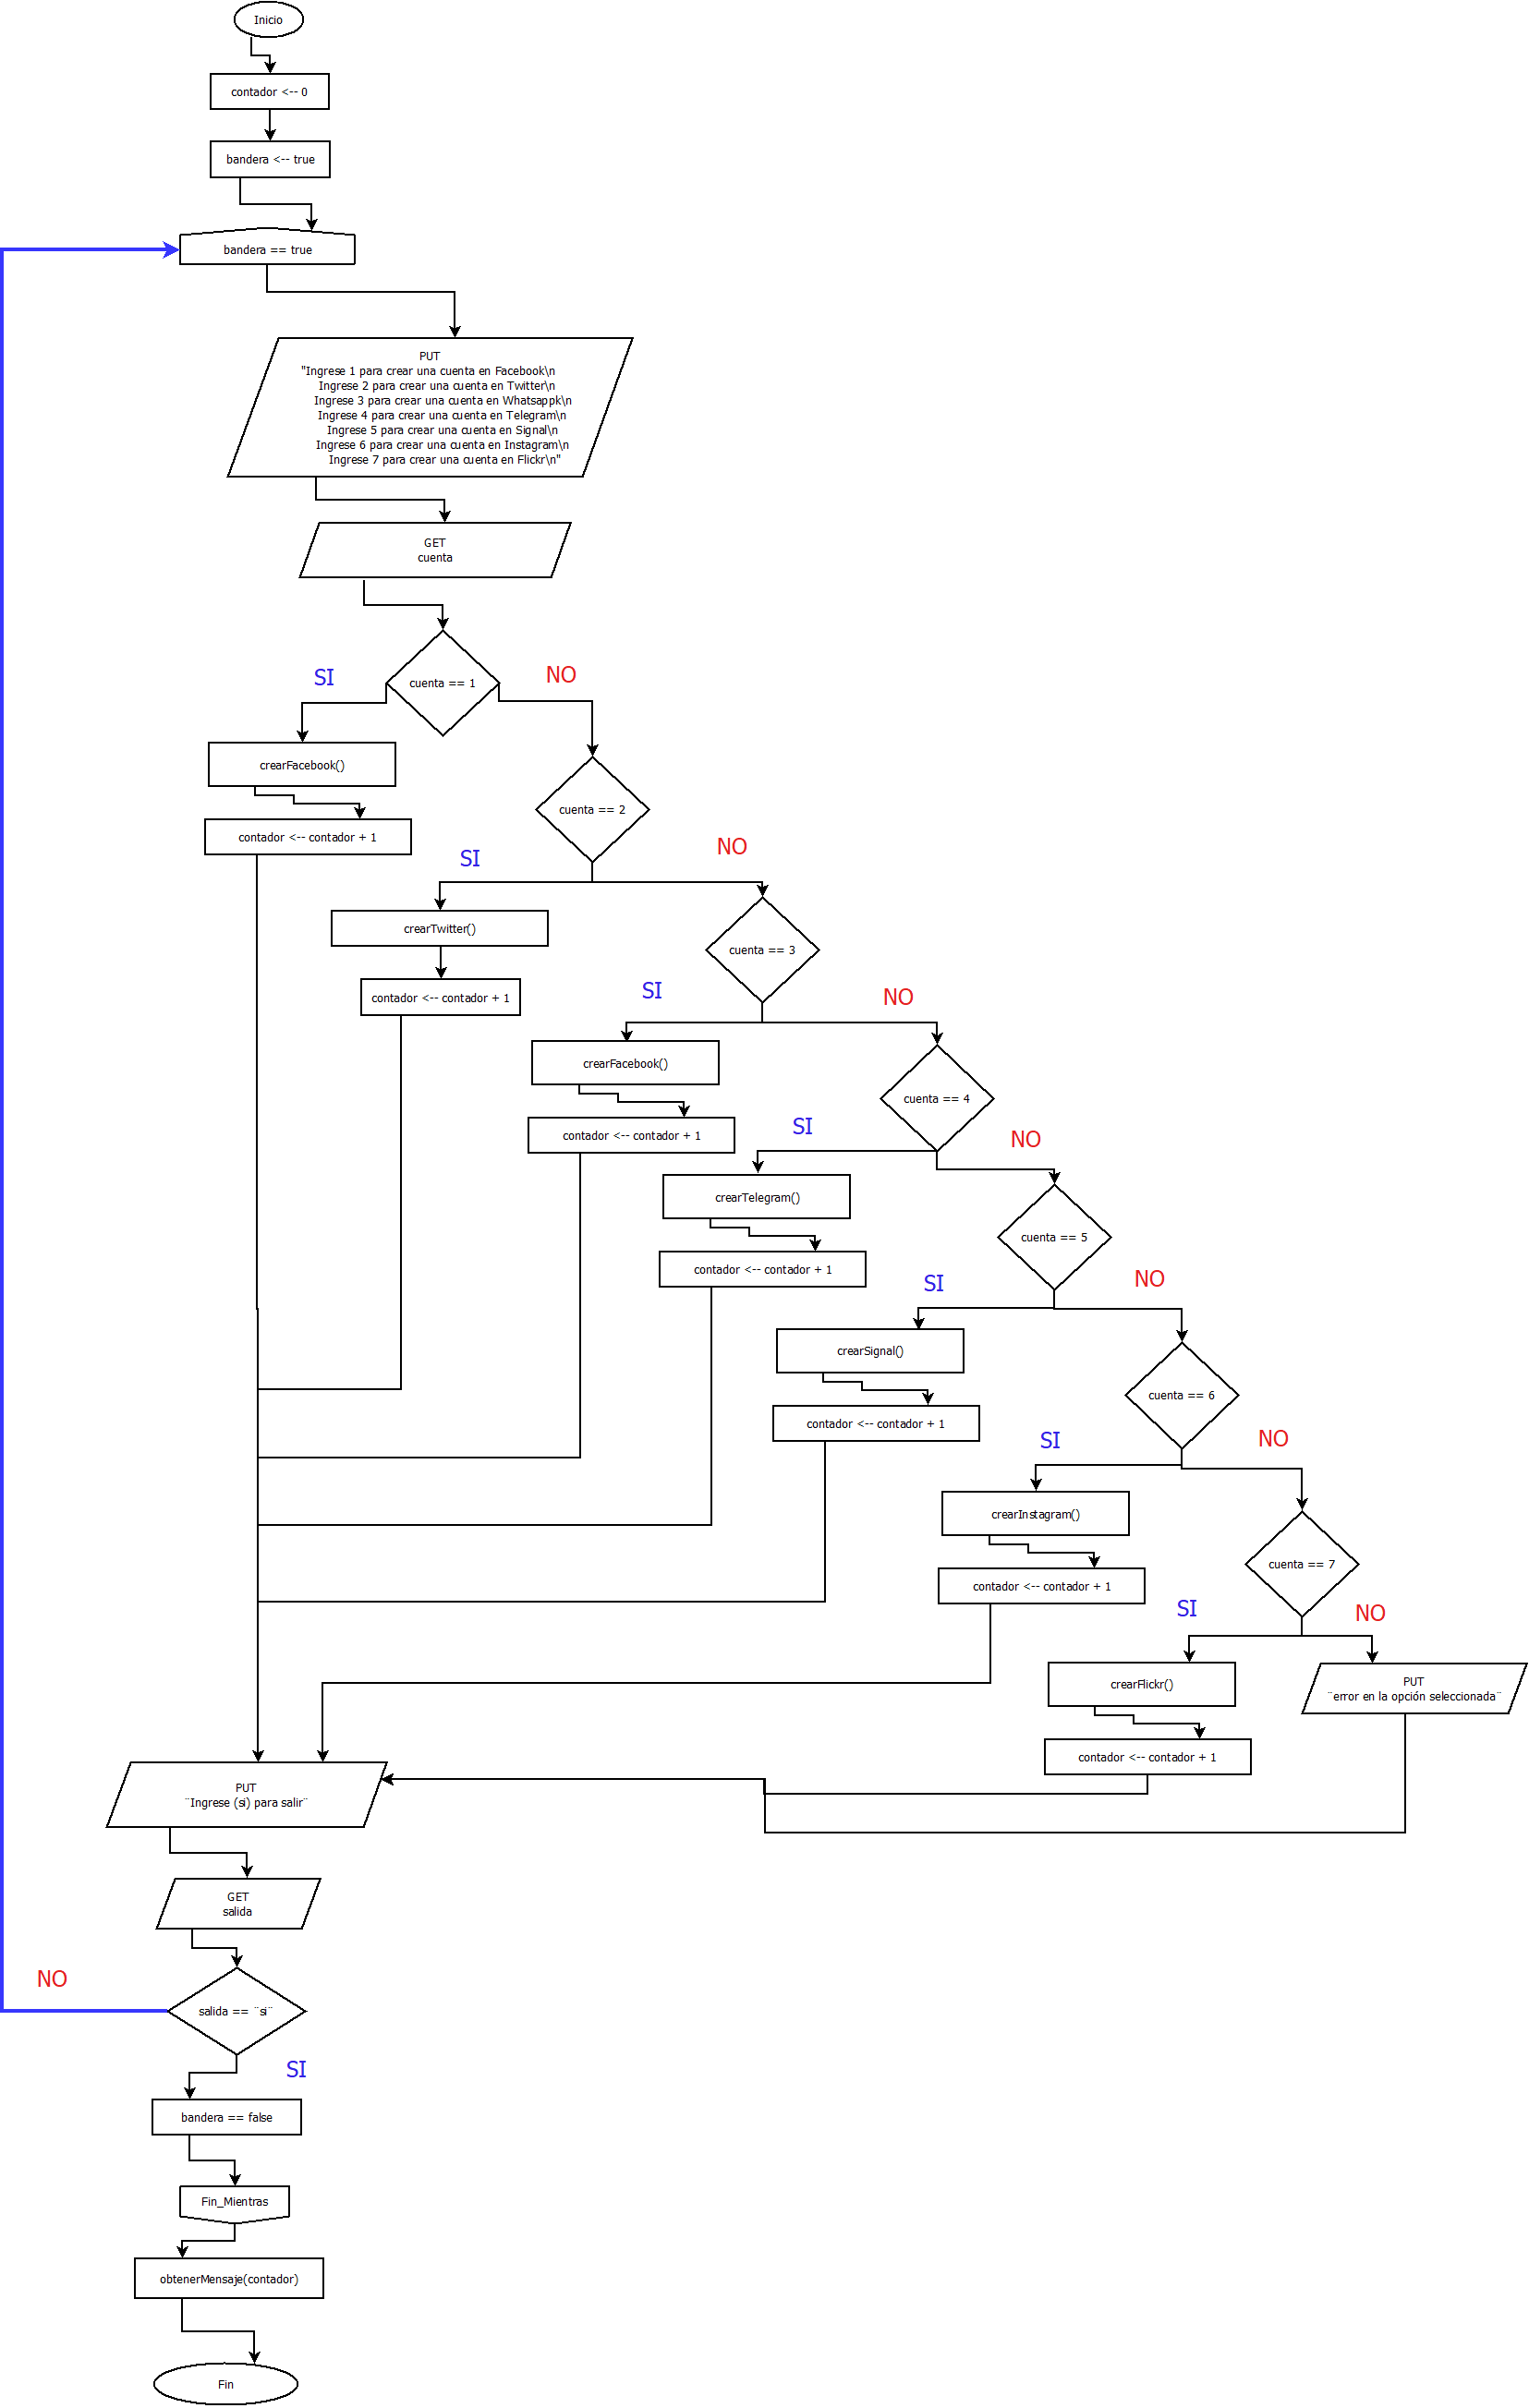 Inicio
contador <-- 0
bandera <-- true
bandera == true
PUT
"Ingrese 1 para crear una cuenta en Facebook\n
Ingrese 2 para crear una cuenta en Twitter\n
Ingrese 3 para crear una cuenta en Whatsappk\n
Ingrese 4 para crear una cuenta en Telegram\n
Ingrese 5 para crear una cuenta en Signal\n
Ingrese 6 para crear una cuenta en Instagram\n
Ingrese 7 para crear una cuenta en Flickr\n"
GET
cuenta
cuenta == 1
SI
NO
crearFacebook()
contador <-- contador + 1
cuenta == 2
SI
NO
crearTwitter()
contador <-- contador + 1
cuenta == 3
SI
NO
crearFacebook()
contador <-- contador + 1
cuenta == 4
SI
NO
crearTelegram()
contador <-- contador + 1
cuenta == 5
SI
NO
crearSignal()
contador <-- contador + 1
cuenta == 6
SI
NO
crearInstagram()
contador <-- contador + 1
cuenta == 7
SI
NO
crearFlickr()
contador <-- contador + 1
PUT
¨error en la opción seleccionada¨
PUT
¨Ingrese (si) para salir¨
GET
salida
salida == ¨si¨
NO
SI
bandera == false
Fin_Mientras
obtenerMensaje(contador)
Fin